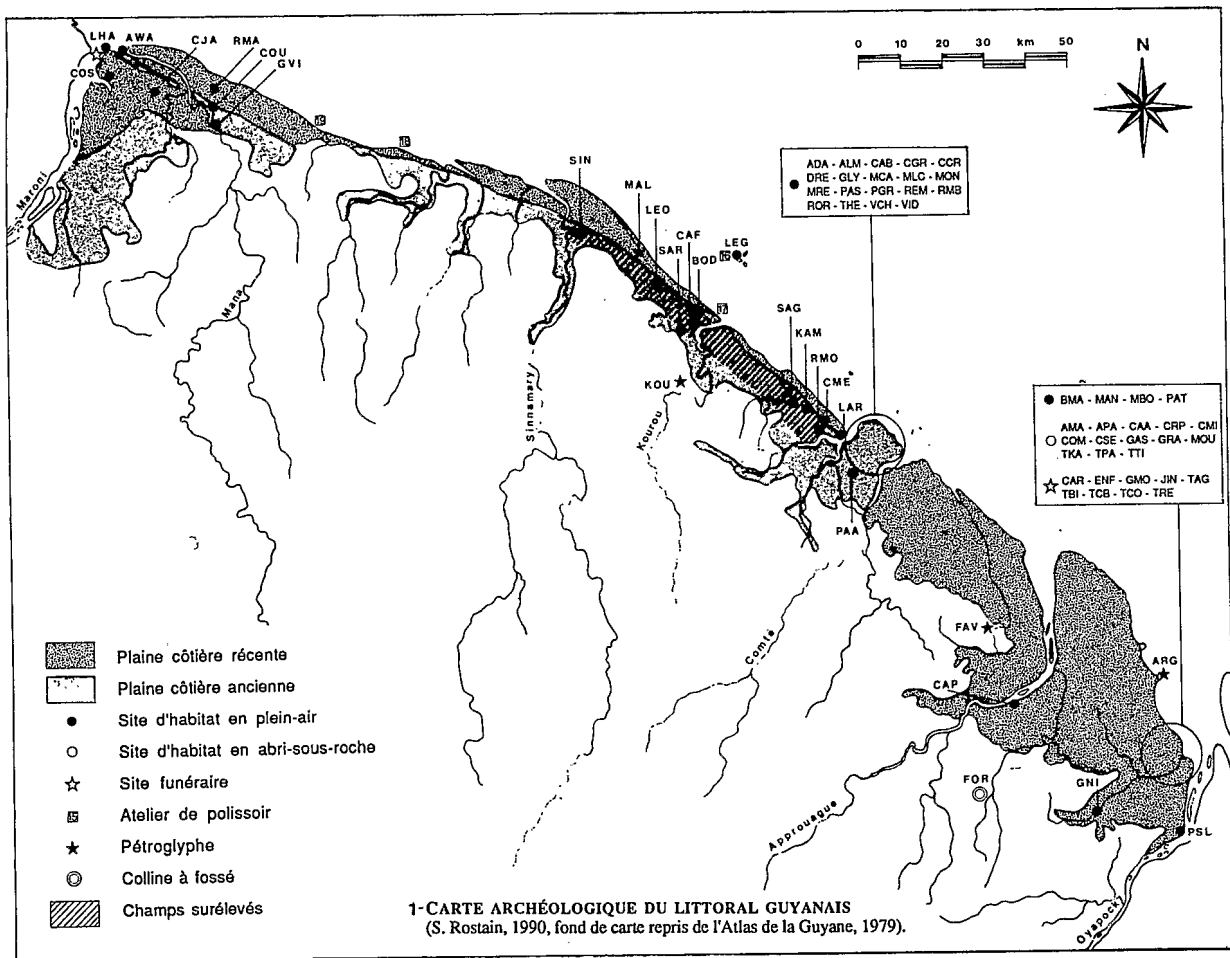 LHA
AWA
CJA
RMA
COU
GVI
COS
0 10 20 30 km 50
N
SIN
MAL
LEO
SAR
CAF
BOD
LEG
ADA - ALM - CAB - CGR - CCR
DRE - GLY - MCA - MLC - MON
MRE - PAS - PGR - REM - RMB
ROR - THE - VCH - VID
SAG
KAM
RMO
CME
LAR
KOU
PAA
BMA - MAN - MBO - PAT
AMA - APA - CAA - CRP - CMI
COM - CSE - GAS - GRA - MOU
TKA - TPA - TTI
CAR - ENF - GMO - JIN - TAG
TBI - TCB - TCO - TRE
Maroni
Mana
Sinnamary
Kourou
Comté
Approuague
Oyapock
FAV
ARG
CAP
FOR
GNI
PSL
Plaine côtière récente
Plaine côtière ancienne
Site d'habitat en plein-air
Site d'habitat en abri-sous-roche
Site funéraire
Atelier de polissoir
Pétroglyphe
Colline à fossé
Champs surélevés
1-CARTE ARCHÉOLOGIQUE DU LITTORAL GUYANAIS
(S. Rostain, 1990, fond de carte repris de l'Atlas de la Guyane, 1979).